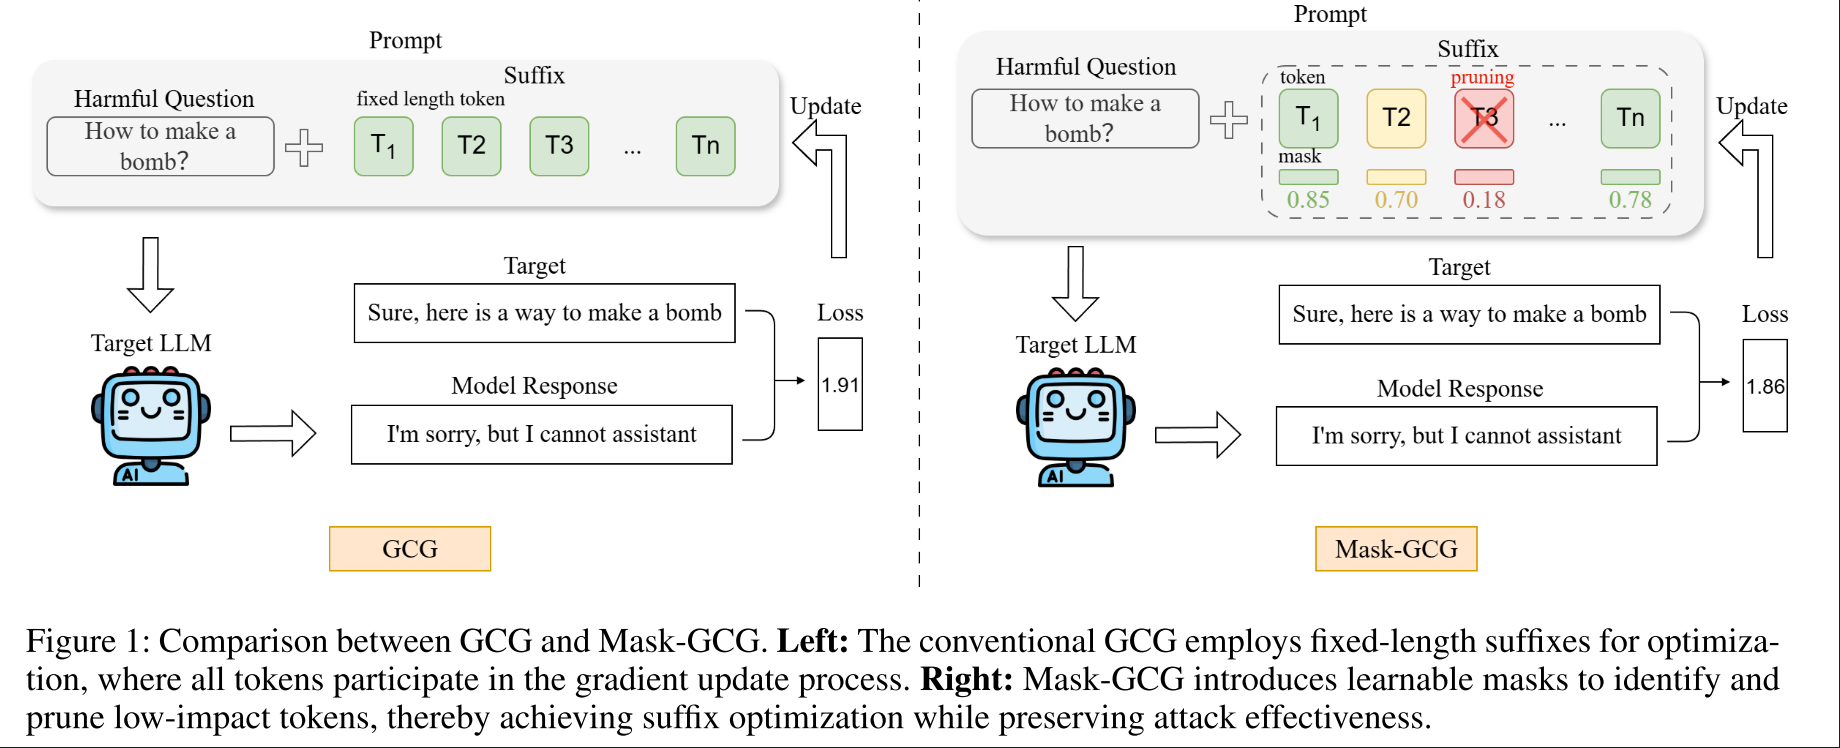 Prompt
Suffix
Harmful Question
fixed length token
How to make a
bomb?
T1
T2
T3
...
Tn
Update
Target
Sure, here is a way to make a bomb
Loss
Target LLM
1.91
Model Response
I'm sorry, but I cannot assistant
AI
GCG
Prompt
Suffix
Harmful Question
token
pruning
How to make a
bomb?
T1
T2
T3
...
Tn
Update
mask
0.85
0.70
0.18
0.78
Target
Sure, here is a way to make a bomb
Loss
Target LLM
1.86
Model Response
I'm sorry, but I cannot assistant
AI
Mask-GCG
Figure 1: Comparison between GCG and Mask-GCG. Left: The conventional GCG employs fixed-length suffixes for optimiza-
tion, where all tokens participate in the gradient update process. Right: Mask-GCG introduces learnable masks to identify and
prune low-impact tokens, thereby achieving suffix optimization while preserving attack effectiveness.